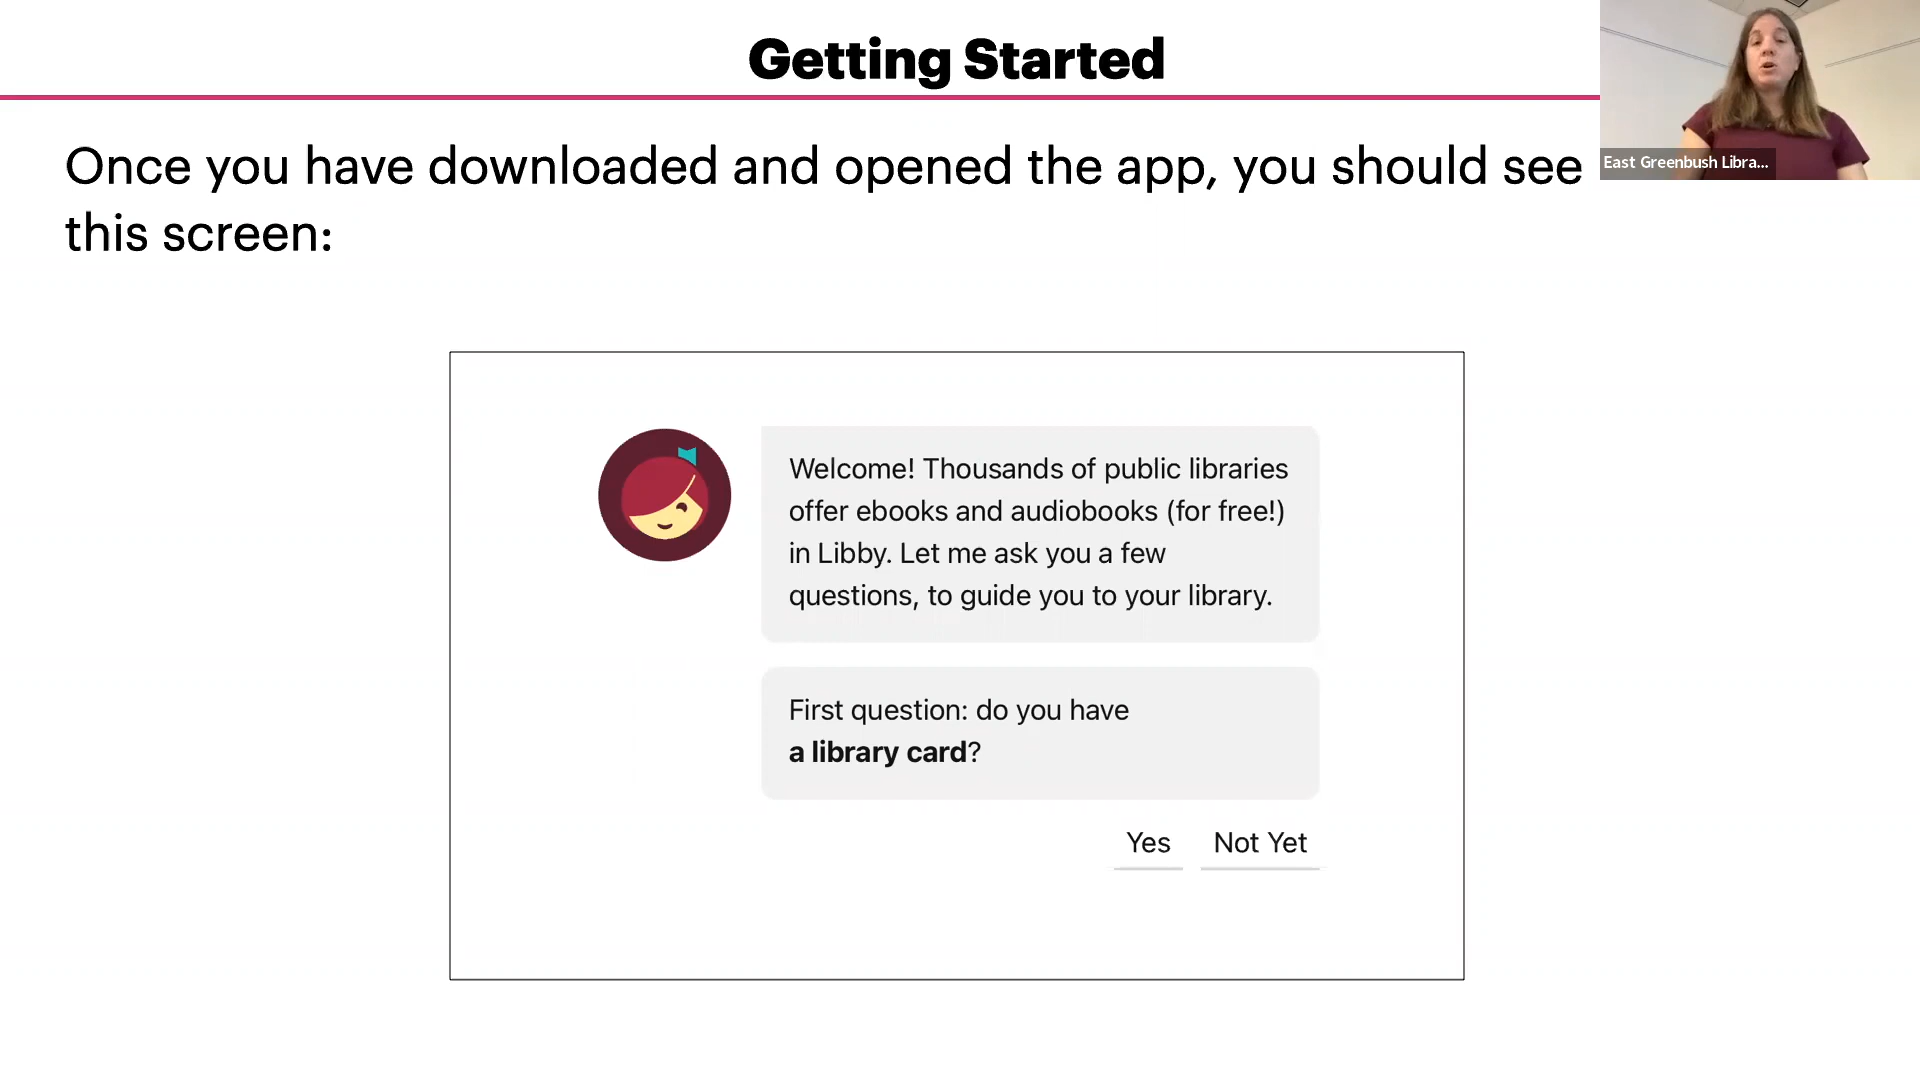 Getting Started
Once you have downloaded and opened the app, you should see
this screen:
East Greenbush Libra...
Welcome! Thousands of public libraries
offer ebooks and audiobooks (for free!)
in Libby. Let me ask you a few
questions, to guide you to your library.
First question: do you have
a library card?
Yes Not Yet